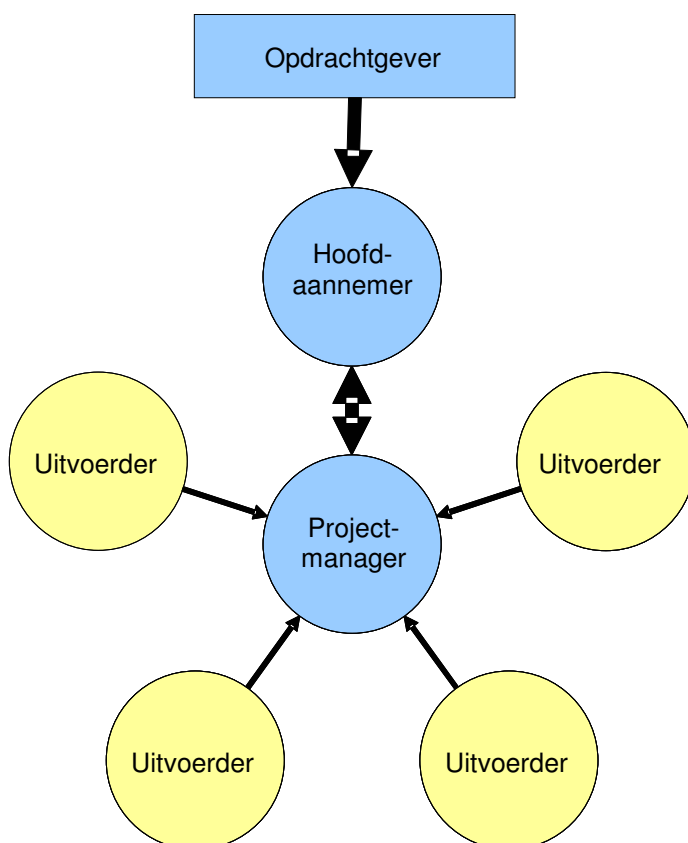 Opdrachtgever
Hoofd-
aannemer
Uitvoerder
Uitvoerder
Project-
manager
Uitvoerder
Uitvoerder